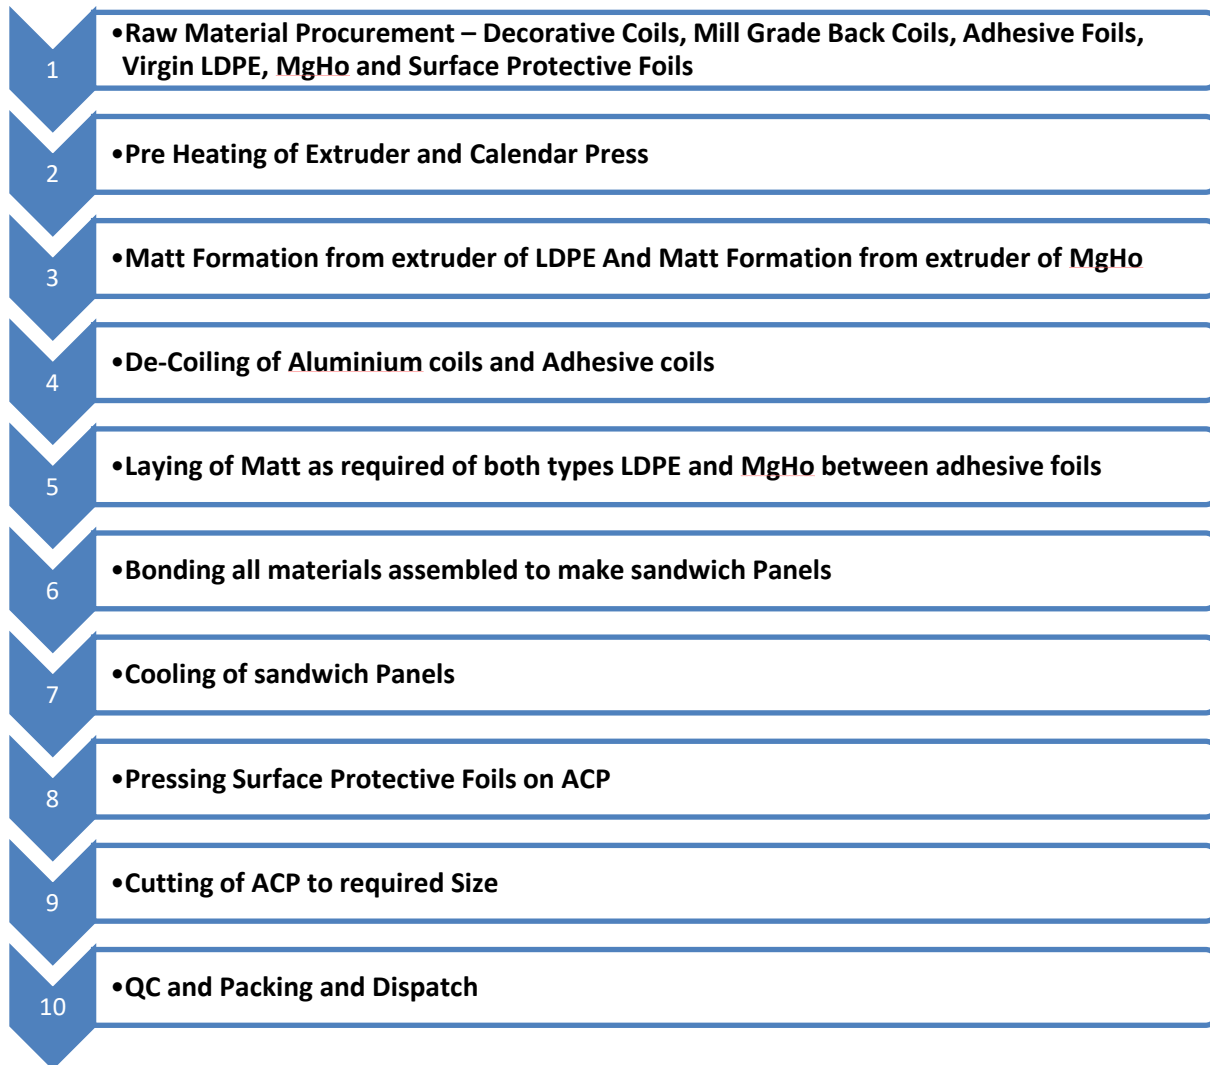 1
•Raw Material Procurement – Decorative Coils, Mill Grade Back Coils, Adhesive Foils,
Virgin LDPE, MgHo and Surface Protective Foils
2
•Pre Heating of Extruder and Calendar Press
3
•Matt Formation from extruder of LDPE And Matt Formation from extruder of MgHo
4
•De-Coiling of Aluminium coils and Adhesive coils
5
•Laying of Matt as required of both types LDPE and MgHo between adhesive foils
6
•Bonding all materials assembled to make sandwich Panels
7
•Cooling of sandwich Panels
8
•Pressing Surface Protective Foils on ACP
9
•Cutting of ACP to required Size
10
•QC and Packing and Dispatch